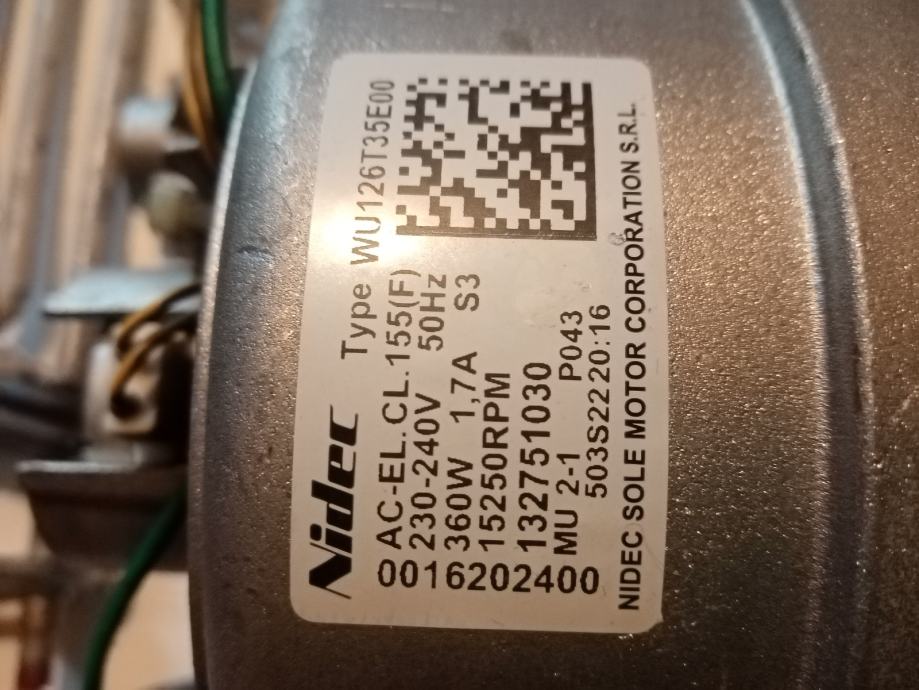 Nidec Type WU126T35E00
AC-EL.CL.155(F)
230-240V 50Hz
360W 1,7A S3
15250RPM
132751030
MU 2-1 P043
503S2220:16
0016202400
NIDEC SOLE MOTOR CORPORATION S.R.L.